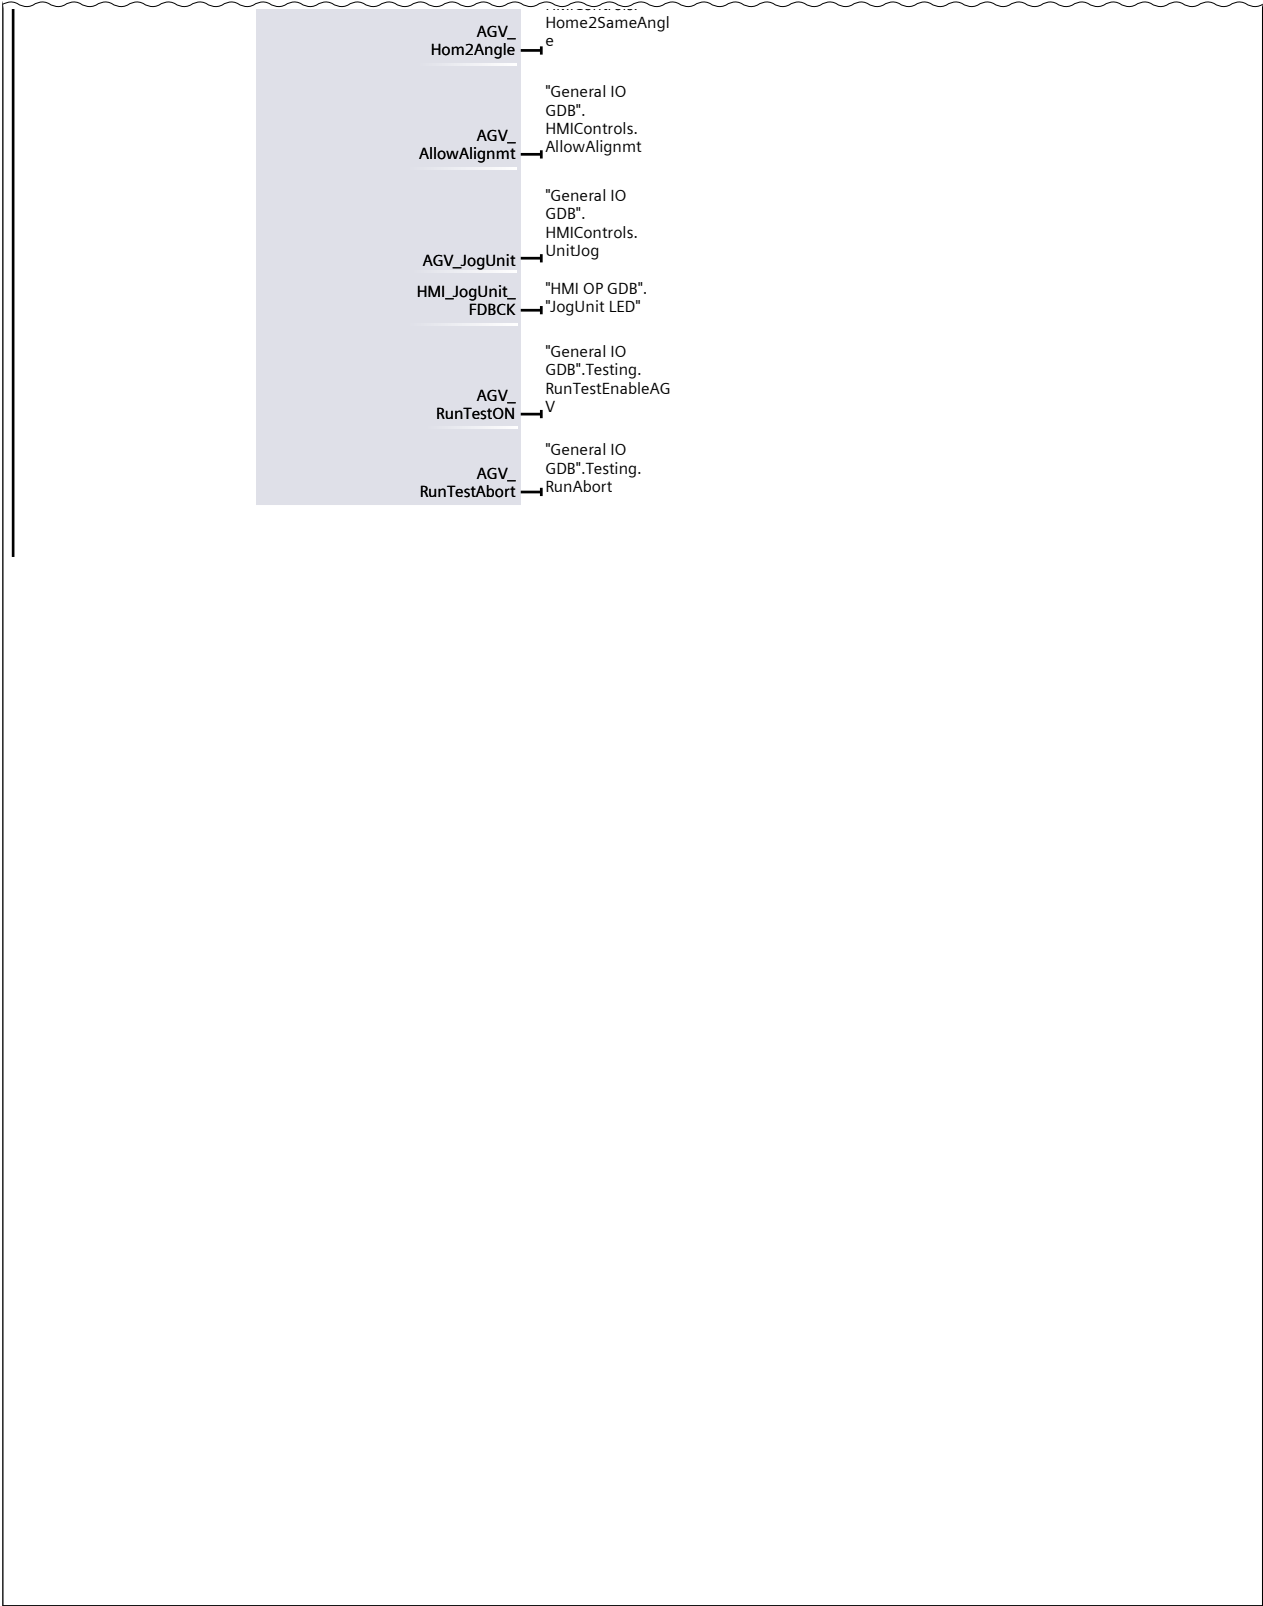 Home2SameAngl
AGV_
e
Hom2Angle
"General IO
GDB".
HMIControls.
AGV_
AllowAlignmt
AllowAlignmt
"General IO
GDB".
HMIControls.
UnitJog
AGV_JogUnit
HMI_JogUnit_
"HMI OP GDB".
FDBCK
"JogUnit LED"
"General IO
GDB".Testing.
RunTestEnableAG
AGV_
V
RunTestON
"General IO
GDB".Testing.
AGV_
RunAbort
RunTestAbort